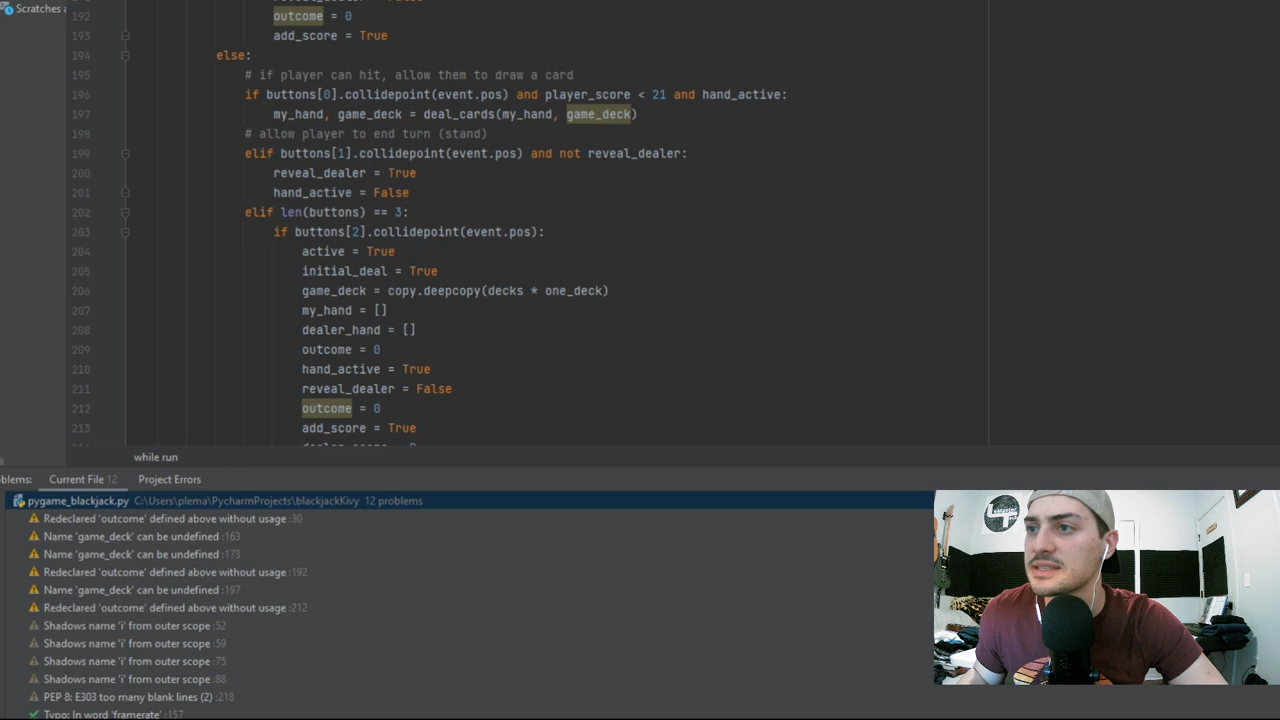 Scratches a
192 outcome = 0
193 add_score = True
194 else:
195 # if player can hit, allow them to draw a card
196 if buttons[0].collidepoint(event.pos) and player_score < 21 and hand_active:
197 my_hand, game_deck = deal_cards(my_hand, game_deck)
198 # allow player to end turn (stand)
199 elif buttons[1].collidepoint(event.pos) and not reveal_dealer:
200 reveal_dealer = True
201 hand_active = False
202 elif len(buttons) == 3:
203 if buttons[2].collidepoint(event.pos):
204 active = True
205 initial_deal = True
206 game_deck = copy.deepcopy(decks * one_deck)
207 my_hand = []
208 dealer_hand = []
209 outcome = 0
210 hand_active = True
211 reveal_dealer = False
212 outcome = 0
213 add_score = True
while run
blems: Current File 12 Project Errors
pygame_blackjack.py C:\Users\plema\PycharmProjects\blackjackKivy 12 problems
Redeclared 'outcome' defined above without usage :30
Name 'game_deck' can be undefined :163
Name 'game_deck' can be undefined :173
Redeclared 'outcome' defined above without usage :192
Name 'game_deck' can be undefined :197
Redeclared 'outcome' defined above without usage :212
Shadows name 'i' from outer scope :52
Shadows name 'i' from outer scope :59
Shadows name 'i' from outer scope :75
Shadows name 'i' from outer scope :88
PEP 8: E303 too many blank lines (2) :218
Typo: In word 'framerate' :157